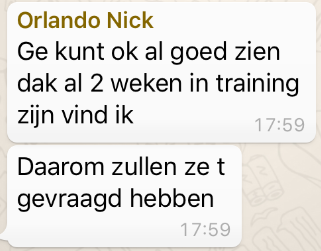 Orlando Nick
Ge kunt ok al goed zien
dak al 2 weken in training
zijn vind ik
17:59
Daarom zullen ze t
gevraagd hebben
17:59